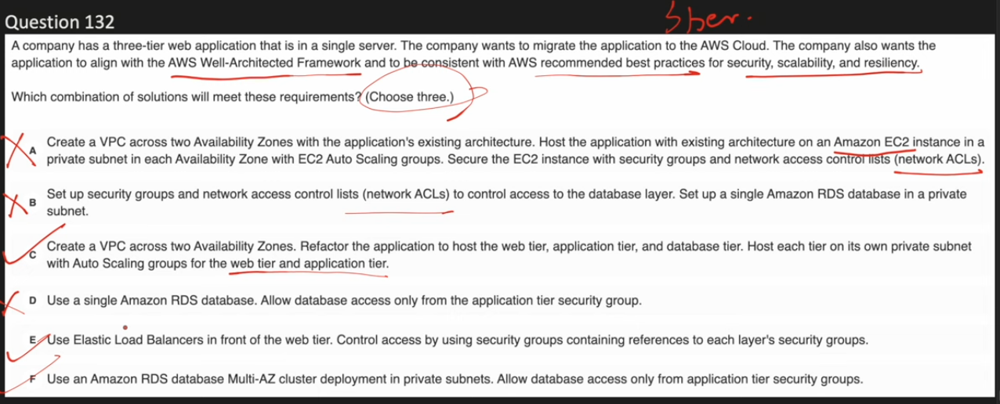 Question 132
A company has a three-tier web application that is in a single server. The company wants to migrate the application to the AWS Cloud. The company also wants the
application to align with the AWS Well-Architected Framework and to be consistent with AWS recommended best practices for security, scalability, and resiliency.
Which combination of solutions will meet these requirements? (Choose three.)
A Create a VPC across two Availability Zones with the application's existing architecture. Host the application with existing architecture on an Amazon EC2 instance in a
private subnet in each Availability Zone with EC2 Auto Scaling groups. Secure the EC2 instance with security groups and network access control lists (network ACLs).
B Set up security groups and network access control lists (network ACLs) to control access to the database layer. Set up a single Amazon RDS database in a private
subnet.
C Create a VPC across two Availability Zones. Refactor the application to host the web tier, application tier, and database tier. Host each tier on its own private subnet
with Auto Scaling groups for the web tier and application tier.
D Use a single Amazon RDS database. Allow database access only from the application tier security group.
E Use Elastic Load Balancers in front of the web tier. Control access by using security groups containing references to each layer's security groups.
F Use an Amazon RDS database Multi-AZ cluster deployment in private subnets. Allow database access only from application tier security groups.